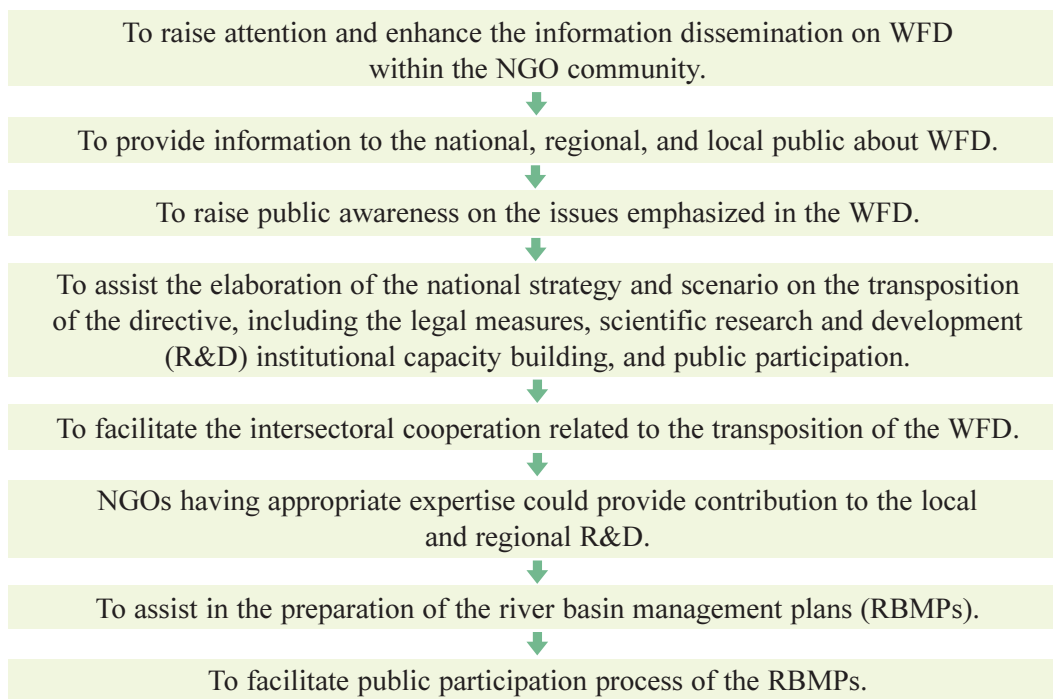 To raise attention and enhance the information dissemination on WFD
within the NGO community.
To provide information to the national, regional, and local public about WFD.
To raise public awareness on the issues emphasized in the WFD.
To assist the elaboration of the national strategy and scenario on the transposition
of the directive, including the legal measures, scientific research and development
(R&D) institutional capacity building, and public participation.
To facilitate the intersectoral cooperation related to the transposition of the WFD.
NGOs having appropriate expertise could provide contribution to the local
and regional R&D.
To assist in the preparation of the river basin management plans (RBMPs).
To facilitate public participation process of the RBMPs.